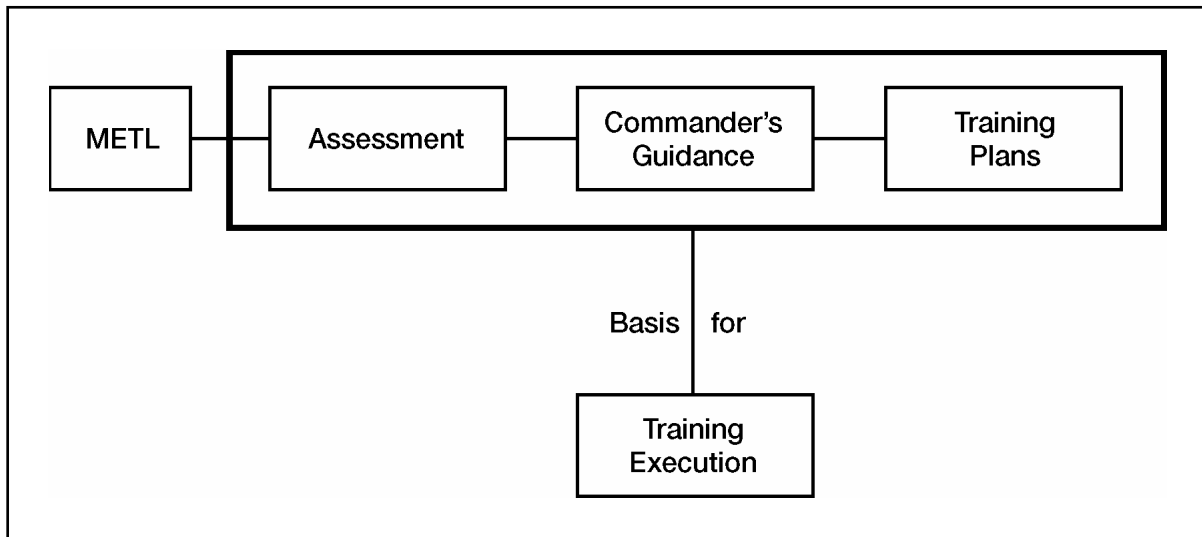 METL
Assessment
Commander's
Guidance
Training
Plans
Basis for
Training
Execution